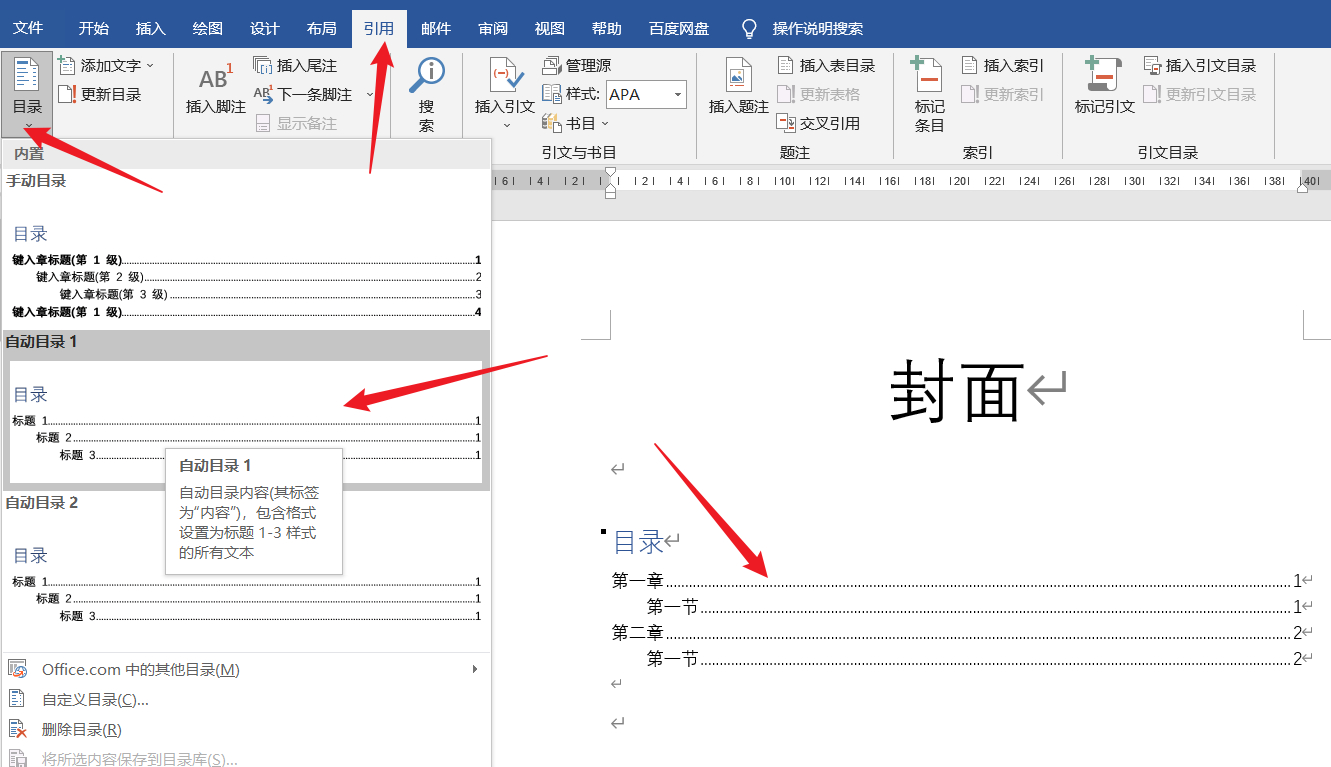 文件 开始 插入 绘图 设计 布局 引用 邮件 审阅 视图 帮助 百度网盘 操作说明搜索
目录
添加文字
更新目录
AB1
插入脚注
插入尾注
下一条脚注
显示备注
搜
索
插入引文
管理源
样式: APA
书目
引文与书目
插入题注
插入表目录
更新表格
交叉引用
题注
标记
条目
插入索引
更新索引
索引
标记引文
插入引文目录
更新引文目录
引文目录
内置
手动目录
目录
键入章标题(第 1 级)........1
键入章标题(第 2 级)........2
键入章标题(第 3 级)........3
键入章标题(第 1 级)........4
自动目录 1
目录
标题 1........1
标题 2........1
标题 3........1
自动目录 1
自动目录内容(其标签
为“内容”)，包含格式
设置为标题 1-3 样式
的所有文本
自动目录 2
目录
标题 1........1
标题 2........1
标题 3........1
Office.com 中的其他目录(M)
自定义目录(C)...
删除目录(R)
将所选内容保存到目录库(S)...
6 4 2 2 4 6 8 10 12 14 16 18 20 22 24 26 28 30 32 34 36 38 40
封面
目录
第一章........1
第一节........1
第二章........2
第一节........2